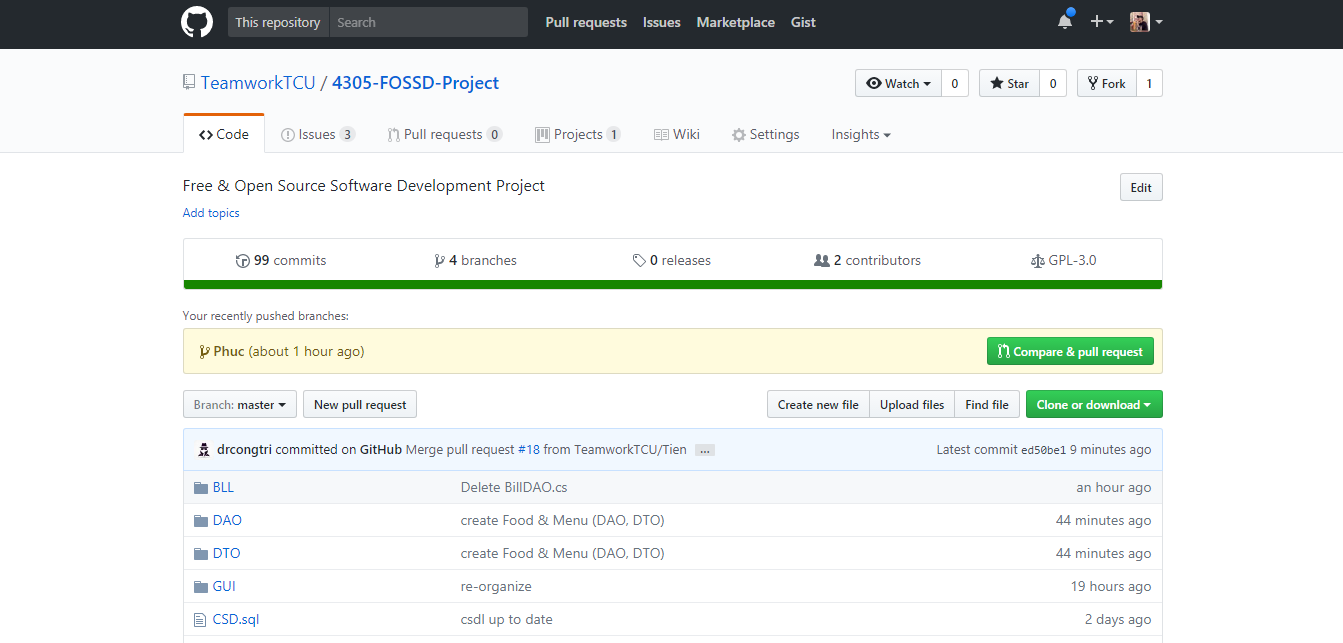 This repository Search Pull requests Issues Marketplace Gist
TeamworkTCU / 4305-FOSSD-Project Watch 0 Star 0 Fork 1
Code Issues 3 Pull requests 0 Projects 1 Wiki Settings Insights
Free & Open Source Software Development Project Edit
Add topics
99 commits 4 branches 0 releases 2 contributors GPL-3.0
Your recently pushed branches:
Phuc (about 1 hour ago) Compare & pull request
Branch: master New pull request Create new file Upload files Find file Clone or download
drcongtri committed on GitHub Merge pull request #18 from TeamworkTCU/Tien ... Latest commit ed50be1 9 minutes ago
BLL Delete BillDAO.cs an hour ago
DAO create Food & Menu (DAO, DTO) 44 minutes ago
DTO create Food & Menu (DAO, DTO) 44 minutes ago
GUI re-organize 19 hours ago
CSD.sql csdl up to date 2 days ago